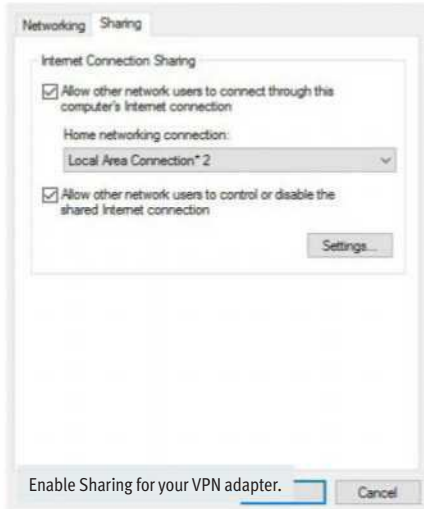 Networking Sharing
Internet Connection Sharing
Allow other network users to connect through this
computer's Internet connection
Home networking connection:
Local Area Connection* 2
Allow other network users to control or disable the
shared Internet connection
Settings...
Enable Sharing for your VPN adapter.
Cancel